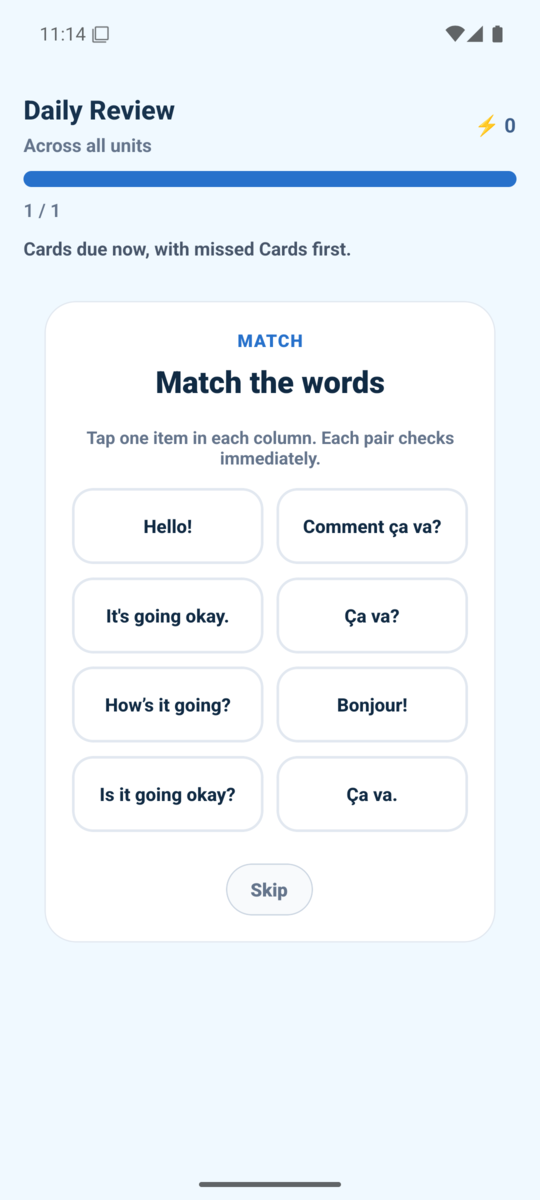 11:14
Daily Review
⚡ 0
Across all units
1 / 1
Cards due now, with missed Cards first.
MATCH
Match the words
Tap one item in each column. Each pair checks
immediately.
Hello!
Comment ça va?
It's going okay.
Ça va?
How’s it going?
Bonjour!
Is it going okay?
Ça va.
Skip